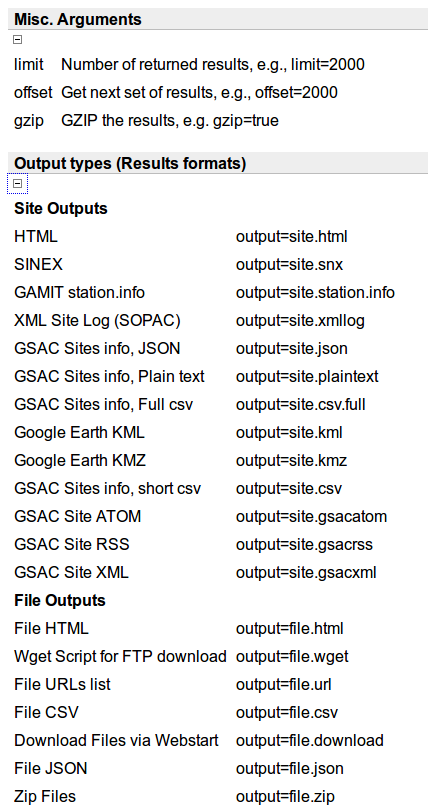 Misc. Arguments
limit Number of returned results, e.g., limit=2000
offset Get next set of results, e.g., offset=2000
gzip GZIP the results, e.g. gzip=true
Output types (Results formats)
Site Outputs
HTML output=site.html
SINEX output=site.snx
GAMIT station.info output=site.station.info
XML Site Log (SOPAC) output=site.xmllog
GSAC Sites info, JSON output=site.json
GSAC Sites info, Plain text output=site.plaintext
GSAC Sites info, Full csv output=site.csv.full
Google Earth KML output=site.kml
Google Earth KMZ output=site.kmz
GSAC Sites info, short csv output=site.csv
GSAC Site ATOM output=site.gsacatom
GSAC Site RSS output=site.gsacrss
GSAC Site XML output=site.gsacxml
File Outputs
File HTML output=file.html
Wget Script for FTP download output=file.wget
File URLs list output=file.url
File CSV output=file.csv
Download Files via Webstart output=file.download
File JSON output=file.json
Zip Files output=file.zip